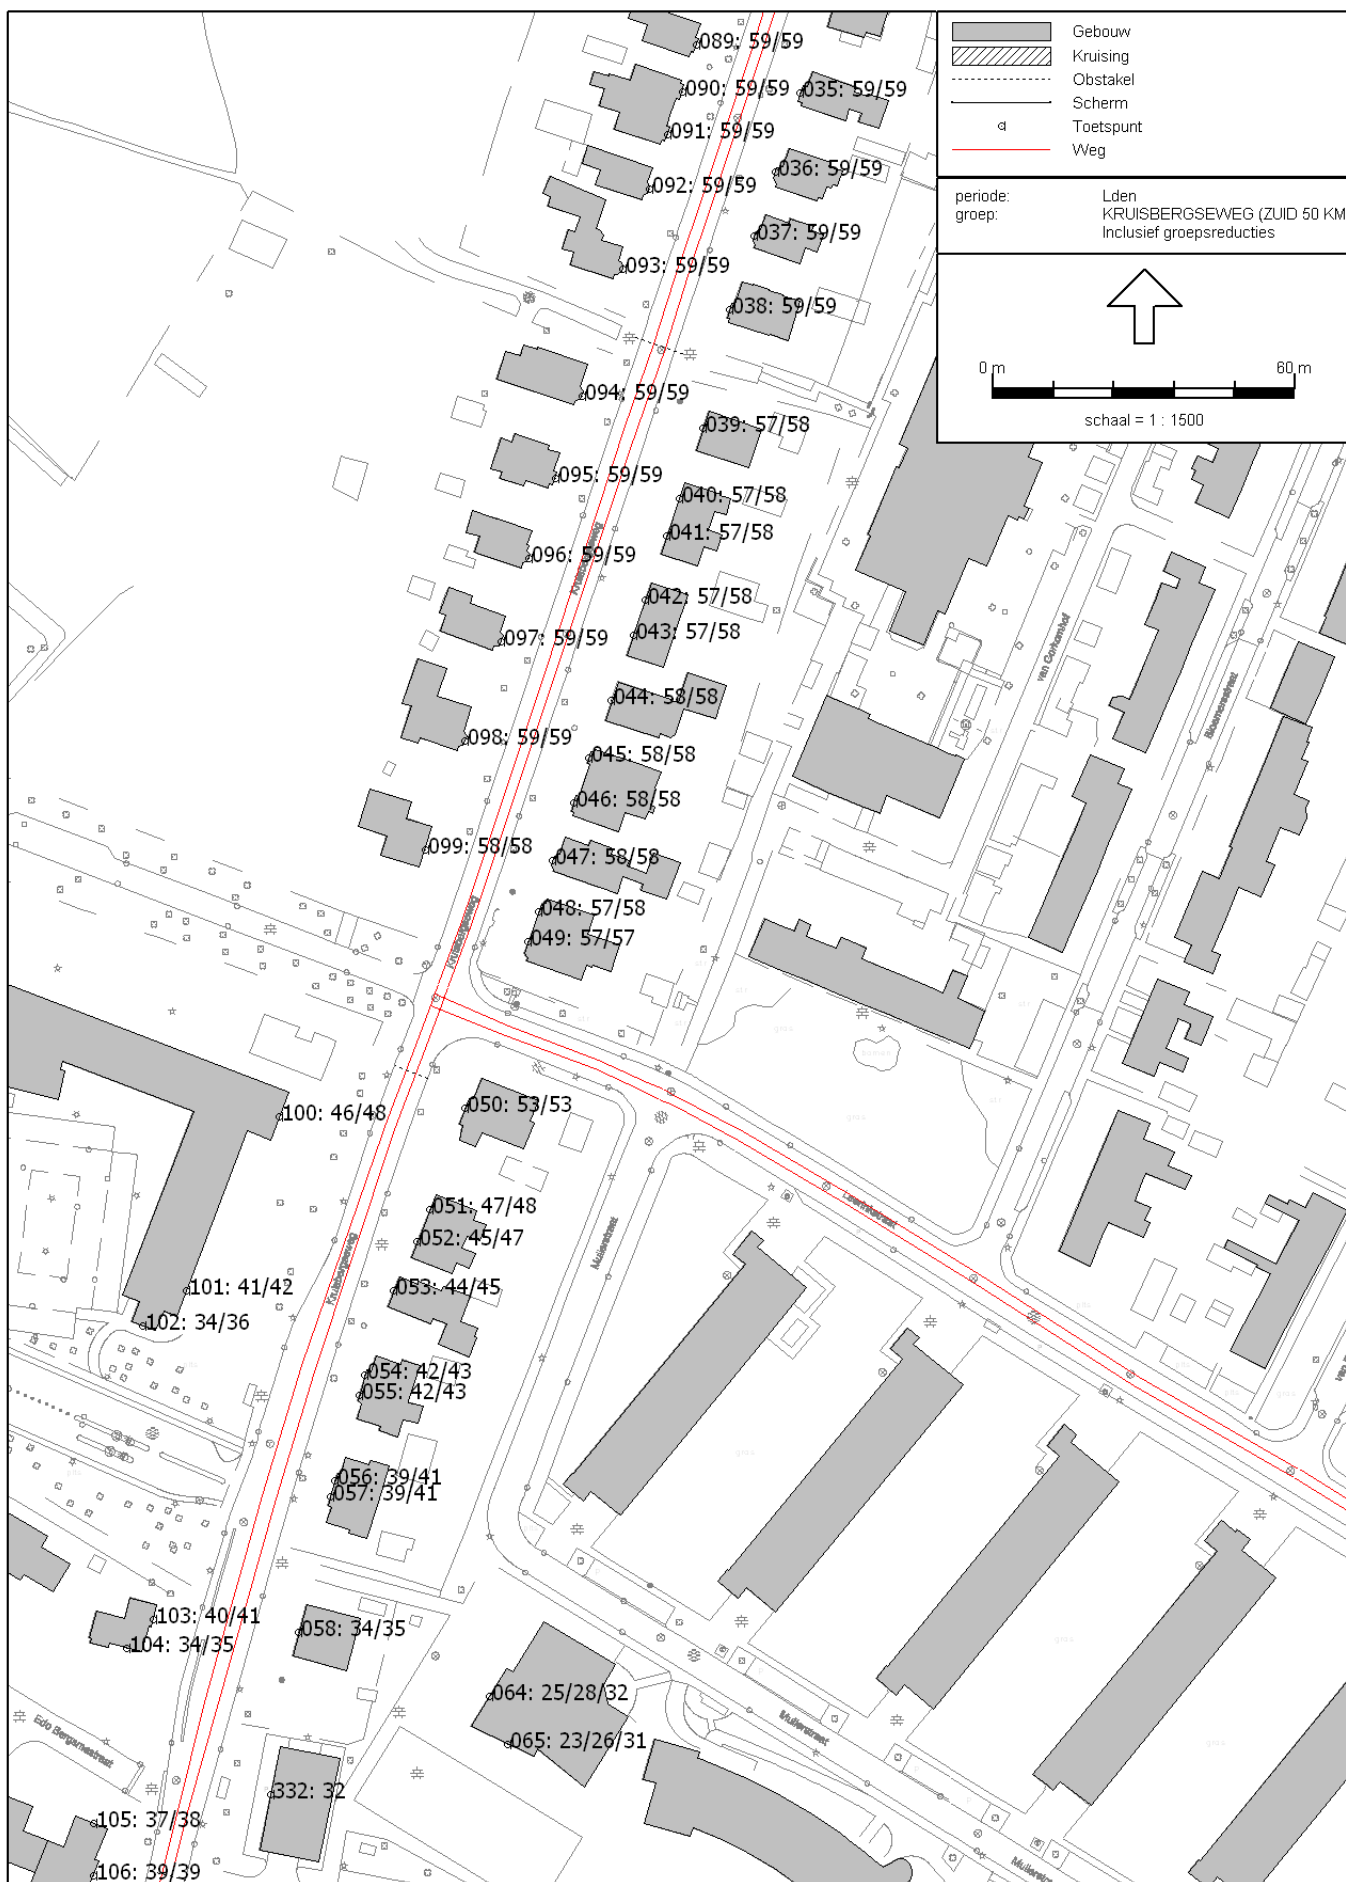 Gebouw
Kruising
Obstakel
Scherm
Toetspunt
Weg
periode: Lden
groep: KRUISBERGSEWEG (ZUID 50 KM
Inclusief groepsreducties
0 m 60 m
schaal = 1 : 1500
089: 59/59
090: 59/59
035: 59/59
091: 59/59
036: 59/59
092: 59/59
037: 59/59
093: 59/59
038: 59/59
094: 59/59
039: 57/58
095: 59/59
040: 57/58
041: 57/58
096: 59/59
Kruisbergseweg
042: 57/58
043: 57/58
097: 59/59
van Gorhamhof
044: 58/58
Bloemenstraat
098: 59/59
045: 58/58
046: 58/58
099: 58/58
047: 58/58
048: 57/58
Kruisbergseweg
049: 57/57
050: 53/53
100: 46/48
051: 47/48
052: 45/47
Mulierstraat
Kruisbergseweg
053: 44/45
101: 41/42
102: 34/36
054: 42/43
055: 42/43
056: 39/41
057: 39/41
103: 40/41
058: 34/35
104: 34/35
064: 25/28/32
Mulierstraat
Edo Bergsmastraat
065: 23/26/31
332: 32
105: 37/38
106: 39/39